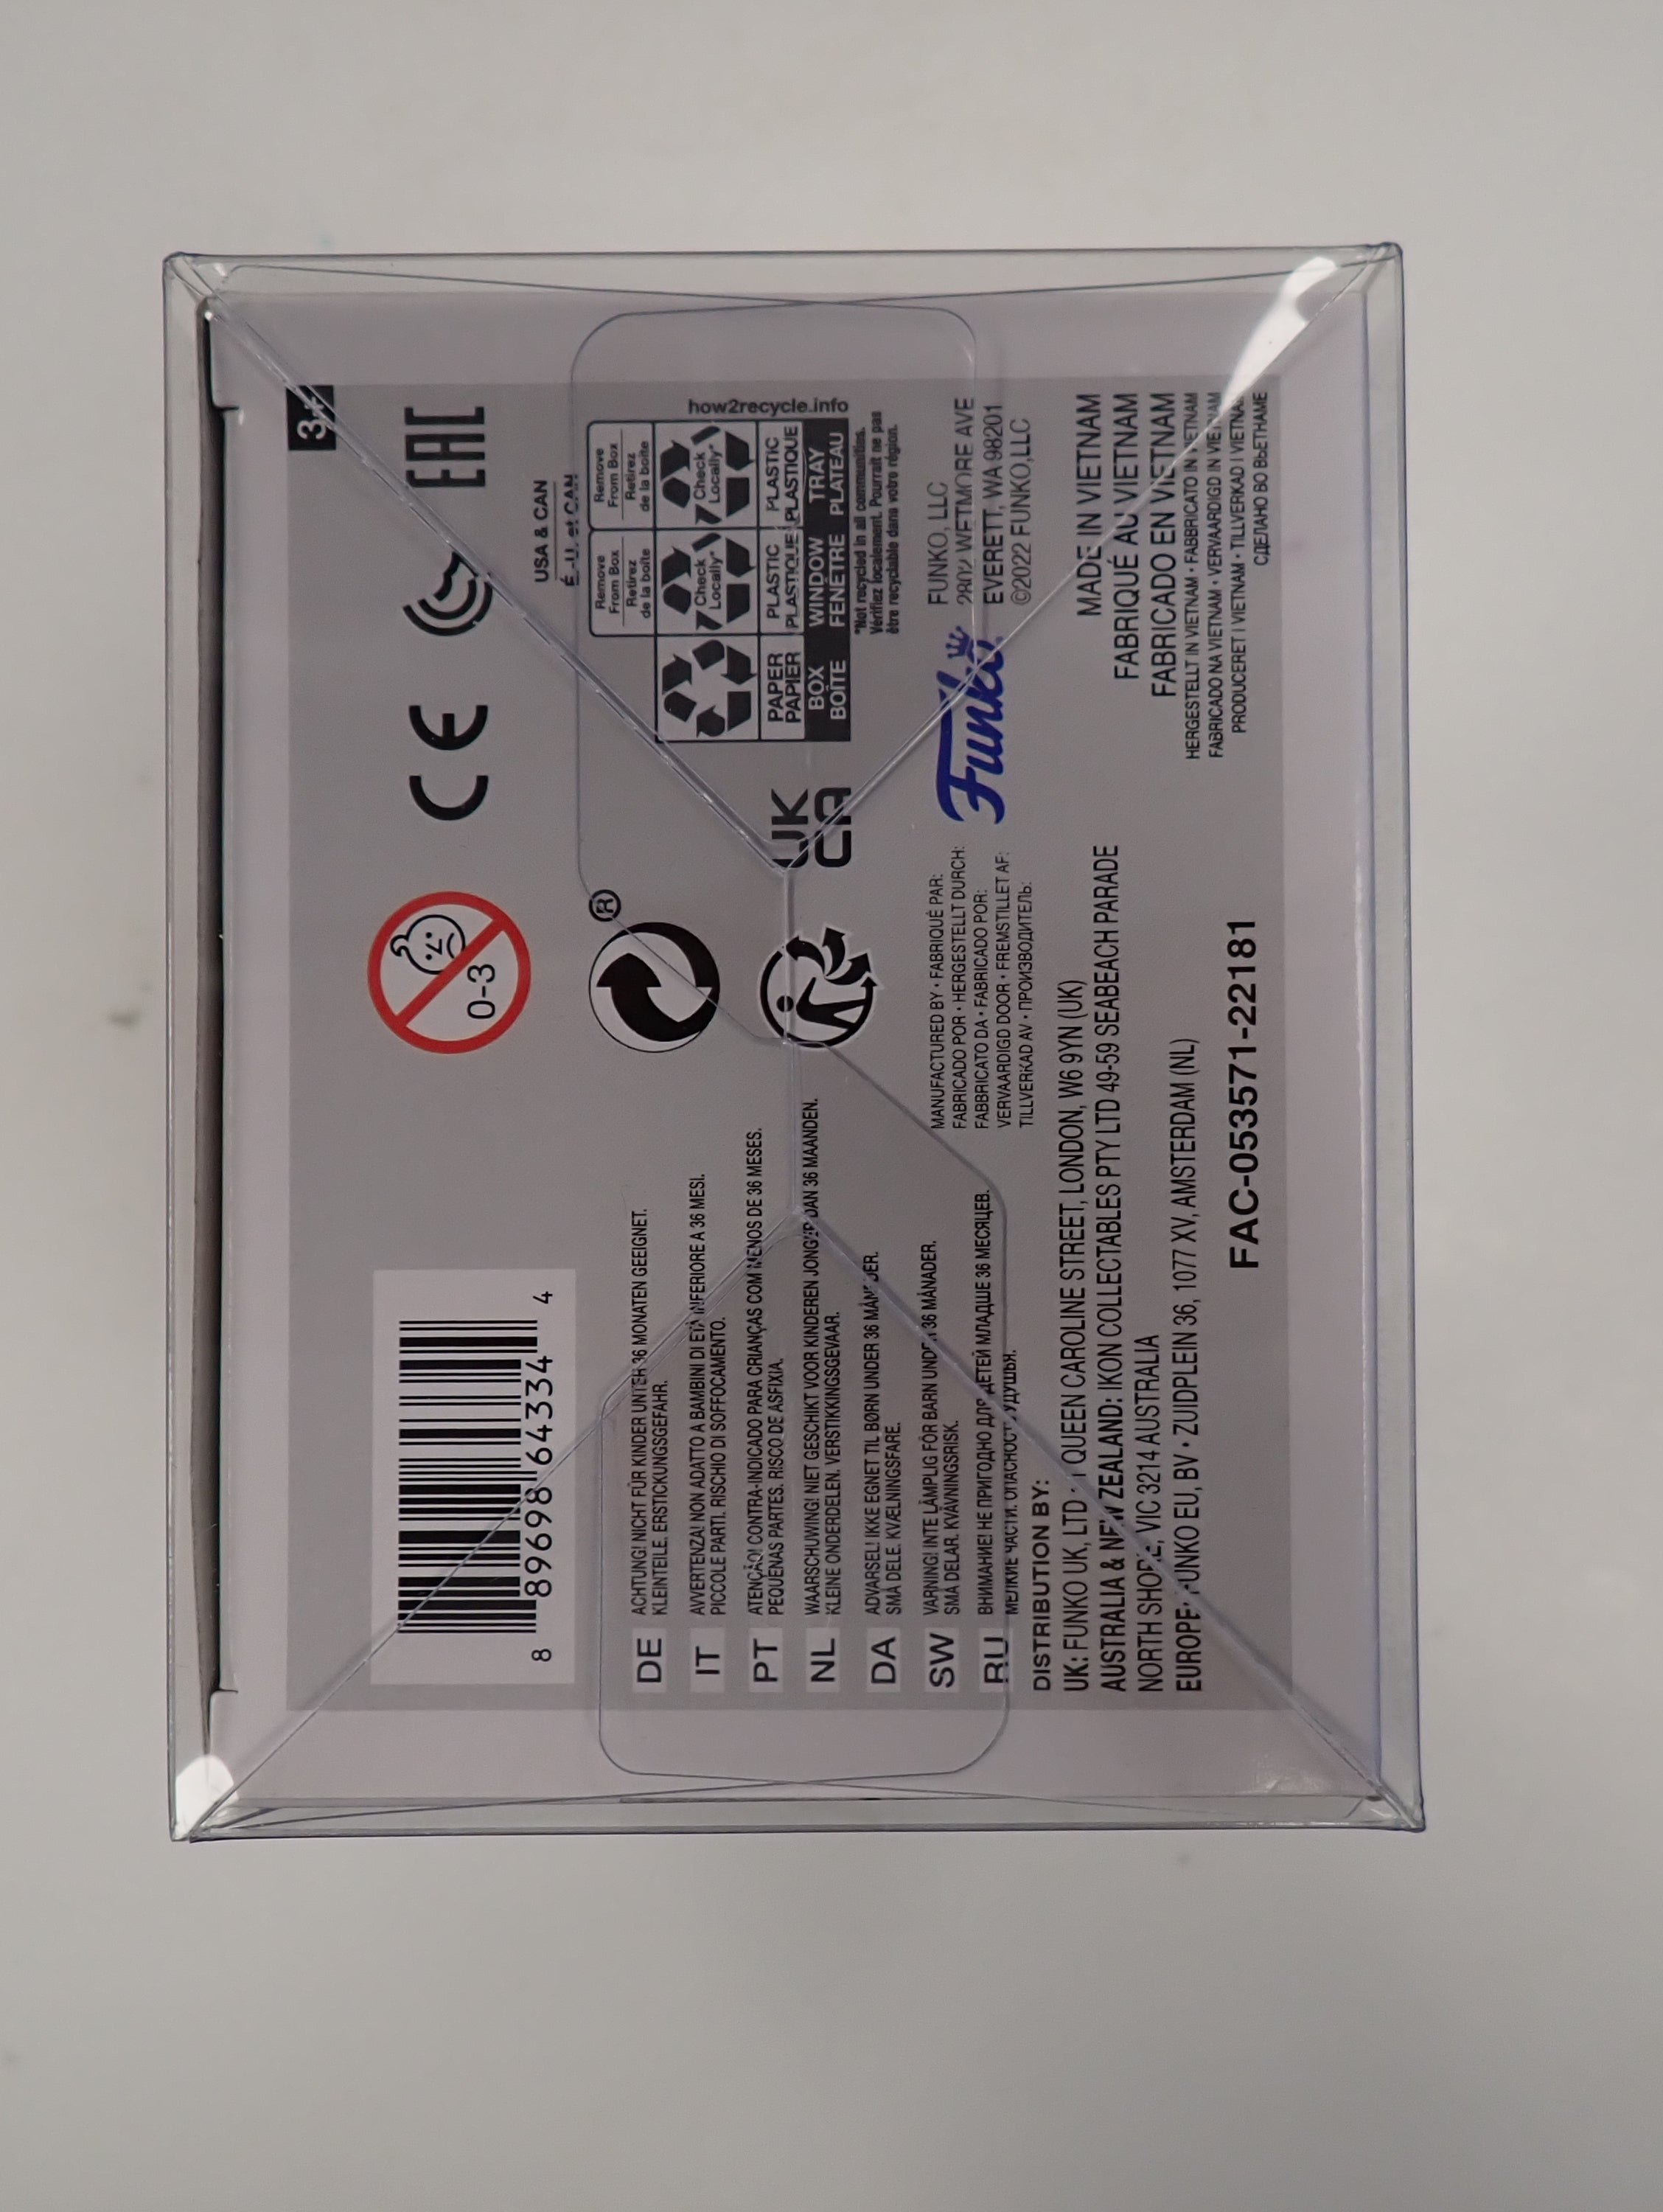 8 89698 64334 4
0-3
CE
EAC
3+
DE ACHTUNG! NICHT FÜR KINDER UNTER 36 MONATEN GEEIGNET.
KLEINTEILE. ERSTICKUNGSGEFAHR.
IT AVVERTENZA! NON ADATTO A BAMBINI DI ETÀ INFERIORE A 36 MESI.
PICCOLE PARTI. RISCHIO DI SOFFOCAMENTO.
PT ATENÇÃO! CONTRA-INDICADO PARA CRIANÇAS COM MENOS DE 36 MESES.
PEQUENAS PARTES. RISCO DE ASFIXIA.
NL WAARSCHUWING! NIET GESCHIKT VOOR KINDEREN JONGER DAN 36 MAANDEN.
KLEINE ONDERDELEN. VERSTIKKINGSGEVAAR.
DA ADVARSEL! IKKE EGNET TIL BØRN UNDER 36 MÅNEDER.
SMÅ DELE. KVÆLNINGSFARE.
SW VARNING! INTE LÄMPLIG FÖR BARN UNDER 36 MÅNADER.
SMÅ DELAR. KVÄVNINGSRISK.
RU ВНИМАНИЕ! НЕ ПРИГОДНО ДЛЯ ДЕТЕЙ МЛАДШЕ 36 МЕСЯЦЕВ.
МЕЛКИЕ ЧАСТИ. ОПАСНОСТЬ УДУШЬЯ.
®
UK
CA
USA & CAN
É.-U. et CAN
Remove
From Box
Retirez
de la boîte
Remove
From Box
Retirez
de la boîte
Check
Locally*
Check
Locally*
PAPER
PAPIER
PLASTIC
PLASTIQUE
PLASTIC
PLASTIQUE
BOX
BOÎTE
WINDOW
FENÊTRE
TRAY
PLATEAU
how2recycle.info
*Not recycled in all communities.
Vérifiez localement. Pourrait ne pas
être recyclable dans votre région.
MANUFACTURED BY • FABRIQUÉ PAR:
FABRICADO POR • HERGESTELLT DURCH:
FABBRICATO DA • FABRICADO POR:
VERVAARDIGD DOOR • FREMSTILLET AF:
TILLVERKAD AV • ПРОИЗВОДИТЕЛЬ:
Funko
FUNKO, LLC
2802 WETMORE AVE
EVERETT, WA 98201
©2022 FUNKO,LLC
DISTRIBUTION BY:
UK: FUNKO UK, LTD • 1 QUEEN CAROLINE STREET, LONDON, W6 9YN (UK)
AUSTRALIA & NEW ZEALAND: IKON COLLECTABLES PTY LTD 49-59 SEABEACH PARADE
NORTH SHORE, VIC 3214 AUSTRALIA
EUROPE: FUNKO EU, BV • ZUIDPLEIN 36, 1077 XV, AMSTERDAM (NL)
FAC-053571-22181
MADE IN VIETNAM
FABRIQUÉ AU VIETNAM
FABRICADO EN VIETNAM
HERGESTELLT IN VIETNAM • FABBRICATO IN VIETNAM
FABRICADO NA VIETNAM • VERVAARDIGD IN VIETNAM
PRODUCERET I VIETNAM • TILLVERKAD I VIETNAM
СДЕЛАНО ВО ВЬЕТНАМЕ